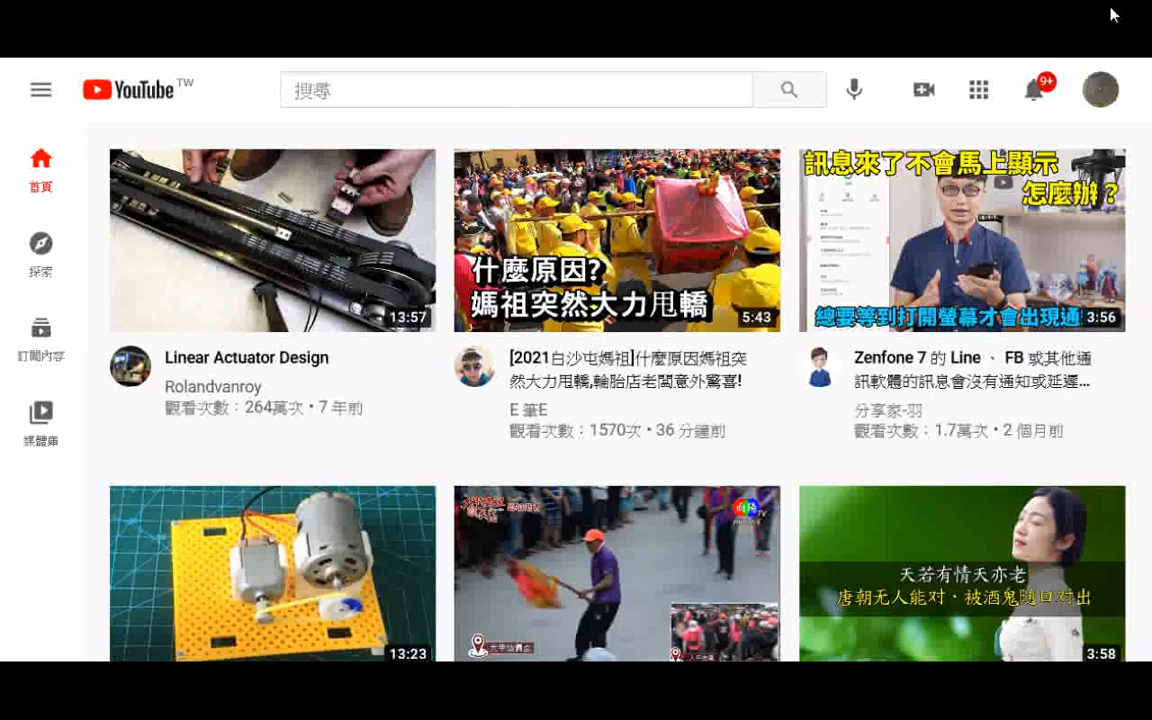 YouTube TW
搜尋
9+
首頁
探索
訂閱內容
媒體庫
13:57
Linear Actuator Design
Rolandvanroy
觀看次數：264萬次 • 7 年前
什麼原因?
媽祖突然大力甩轎
5:43
[2021白沙屯媽祖]什麼原因媽祖突
然大力甩轎,輪胎店老闆意外驚喜!
E 筆E
觀看次數：1570次 • 36 分鐘前
訊息來了不會馬上顯示
怎麼辦？
總要等到打開螢幕才會出現通
3:56
Zenfone 7 的 Line 、 FB 或其他通
訊軟體的訊息會沒有通知或延遲...
分享家-羽
觀看次數：1.7萬次 • 2 個月前
13:23
天若有情天亦老
唐朝无人能对·被酒鬼随口对出
3:58